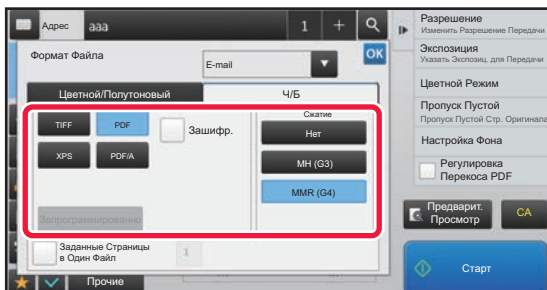 Адрес
aaa
1
+
Формат Файла
E-mail
OK
Цветной/Полутоновый
Ч/Б
TIFF
PDF
Зашифр.
XPS
PDF/A
Запрограммированно
Сжатие
Нет
MH (G3)
MMR (G4)
Заданные Страницы
в Один Файл
1
Прочие
Разрешение
Изменить Разрешение Передачи
Экспозиция
Указать Экспозиц. для Передачи
Цветной Режим
Пропуск Пустой
Пропуск Пустой Стр. Оригинала
Настройка Фона
Регулировка
Перекоса PDF
Предварит.
Просмотр
CA
Старт